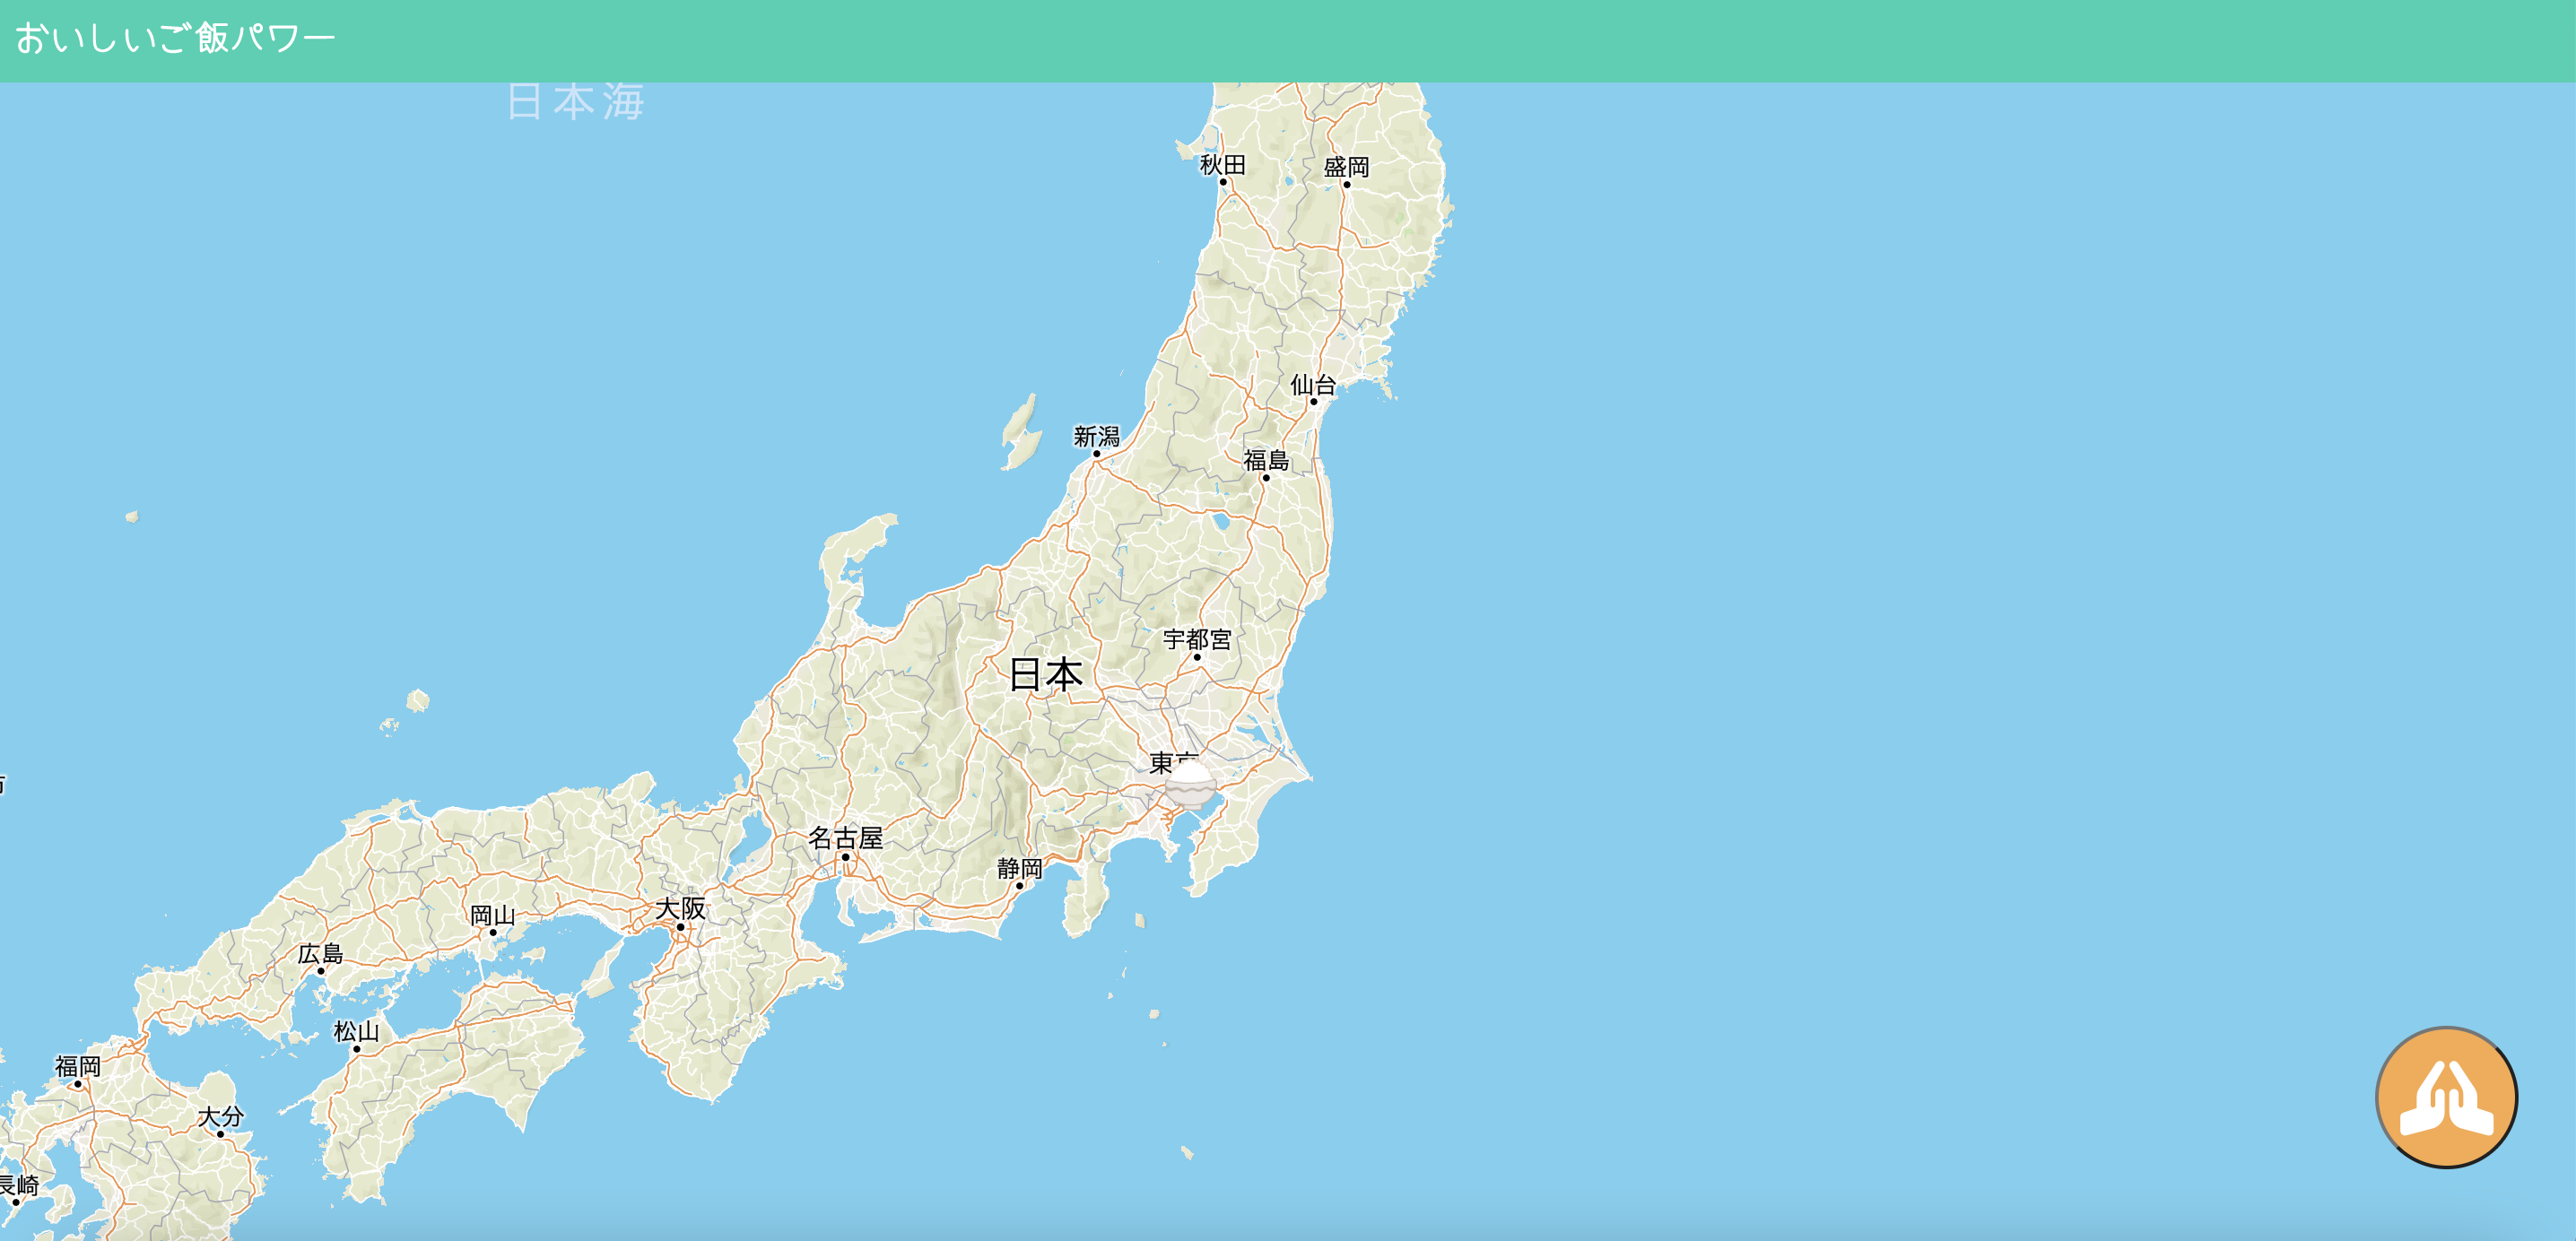 おいしいご飯パワー
日本海
秋田
盛岡
仙台
新潟
福島
宇都宮
日本
東京
名古屋
静岡
大阪
岡山
広島
松山
福岡
大分
長崎